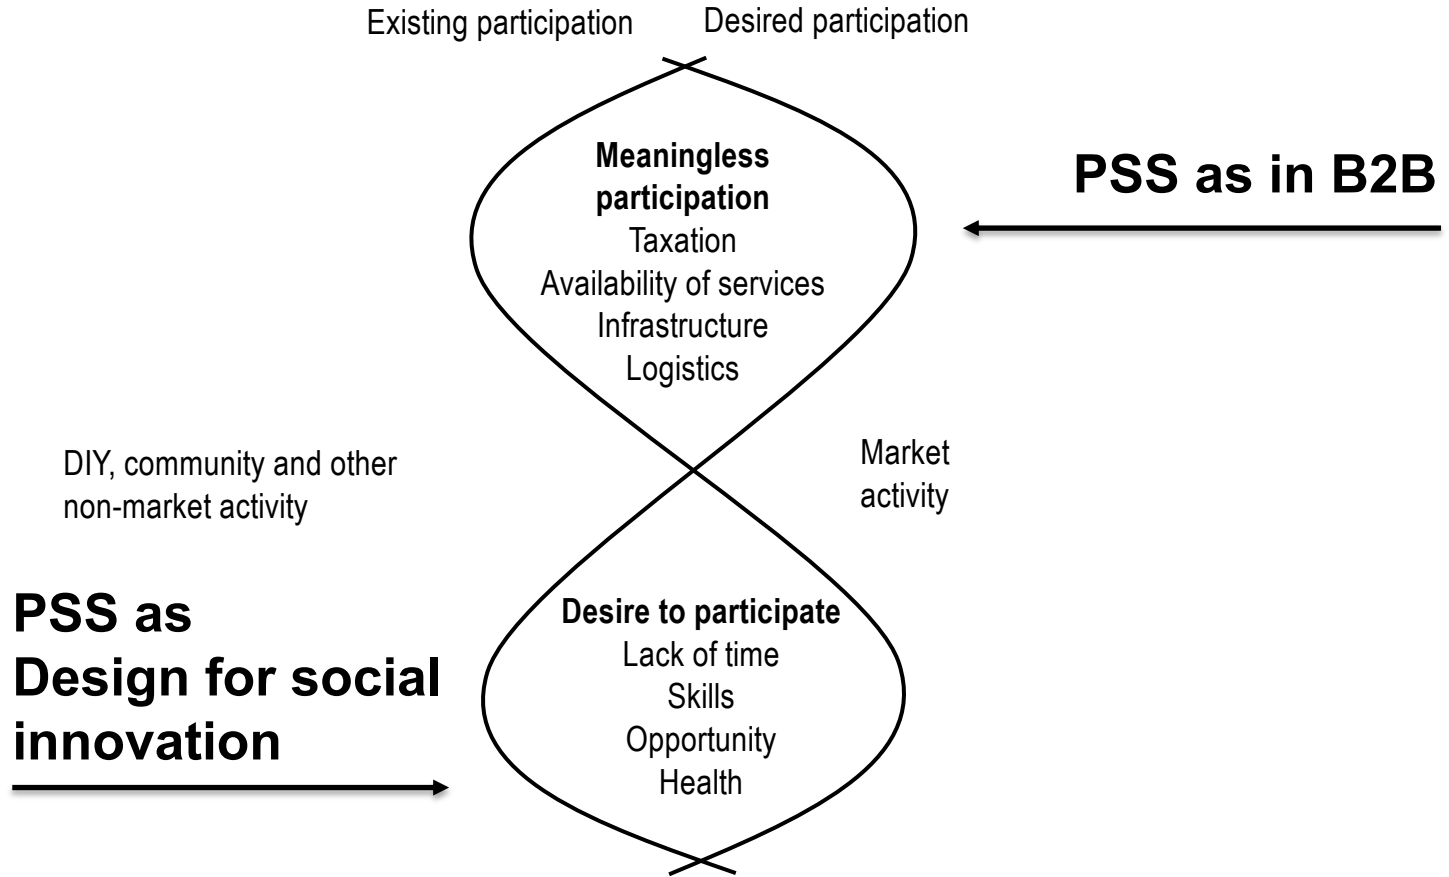 Existing participation
Desired participation
Meaningless
participation
Taxation
Availability of services
Infrastructure
Logistics
PSS as in B2B
DIY, community and other
non-market activity
Market
activity
PSS as
Design for social
innovation
Desire to participate
Lack of time
Skills
Opportunity
Health